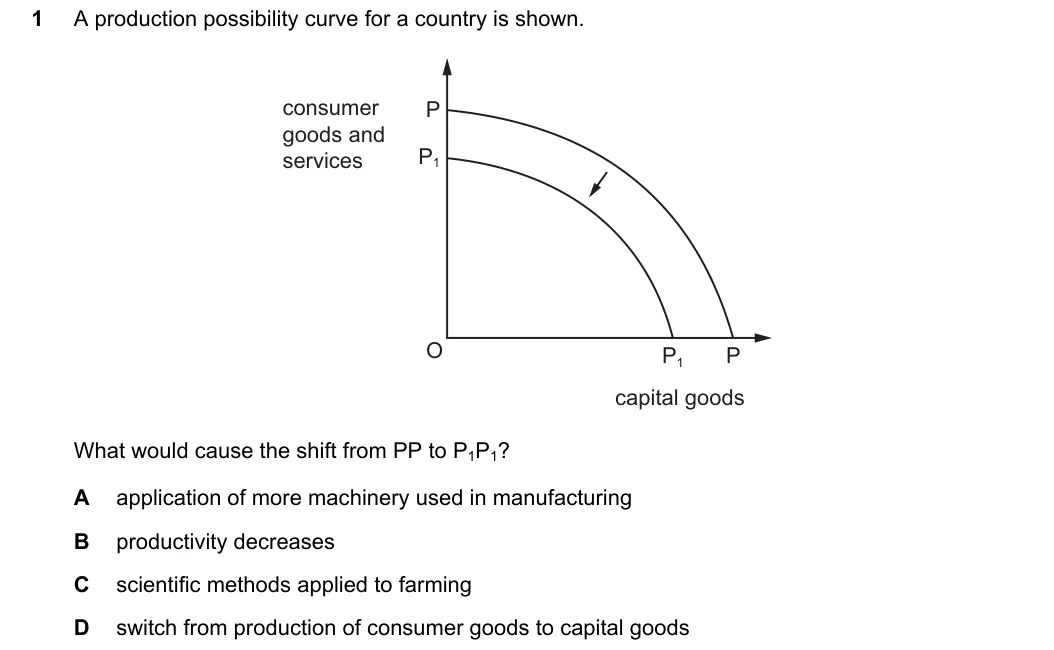 1 A production possibility curve for a country is shown.
consumer
goods and
services
P
P₁
O
P₁ P
capital goods
What would cause the shift from PP to P₁P₁?
A application of more machinery used in manufacturing
B productivity decreases
C scientific methods applied to farming
D switch from production of consumer goods to capital goods